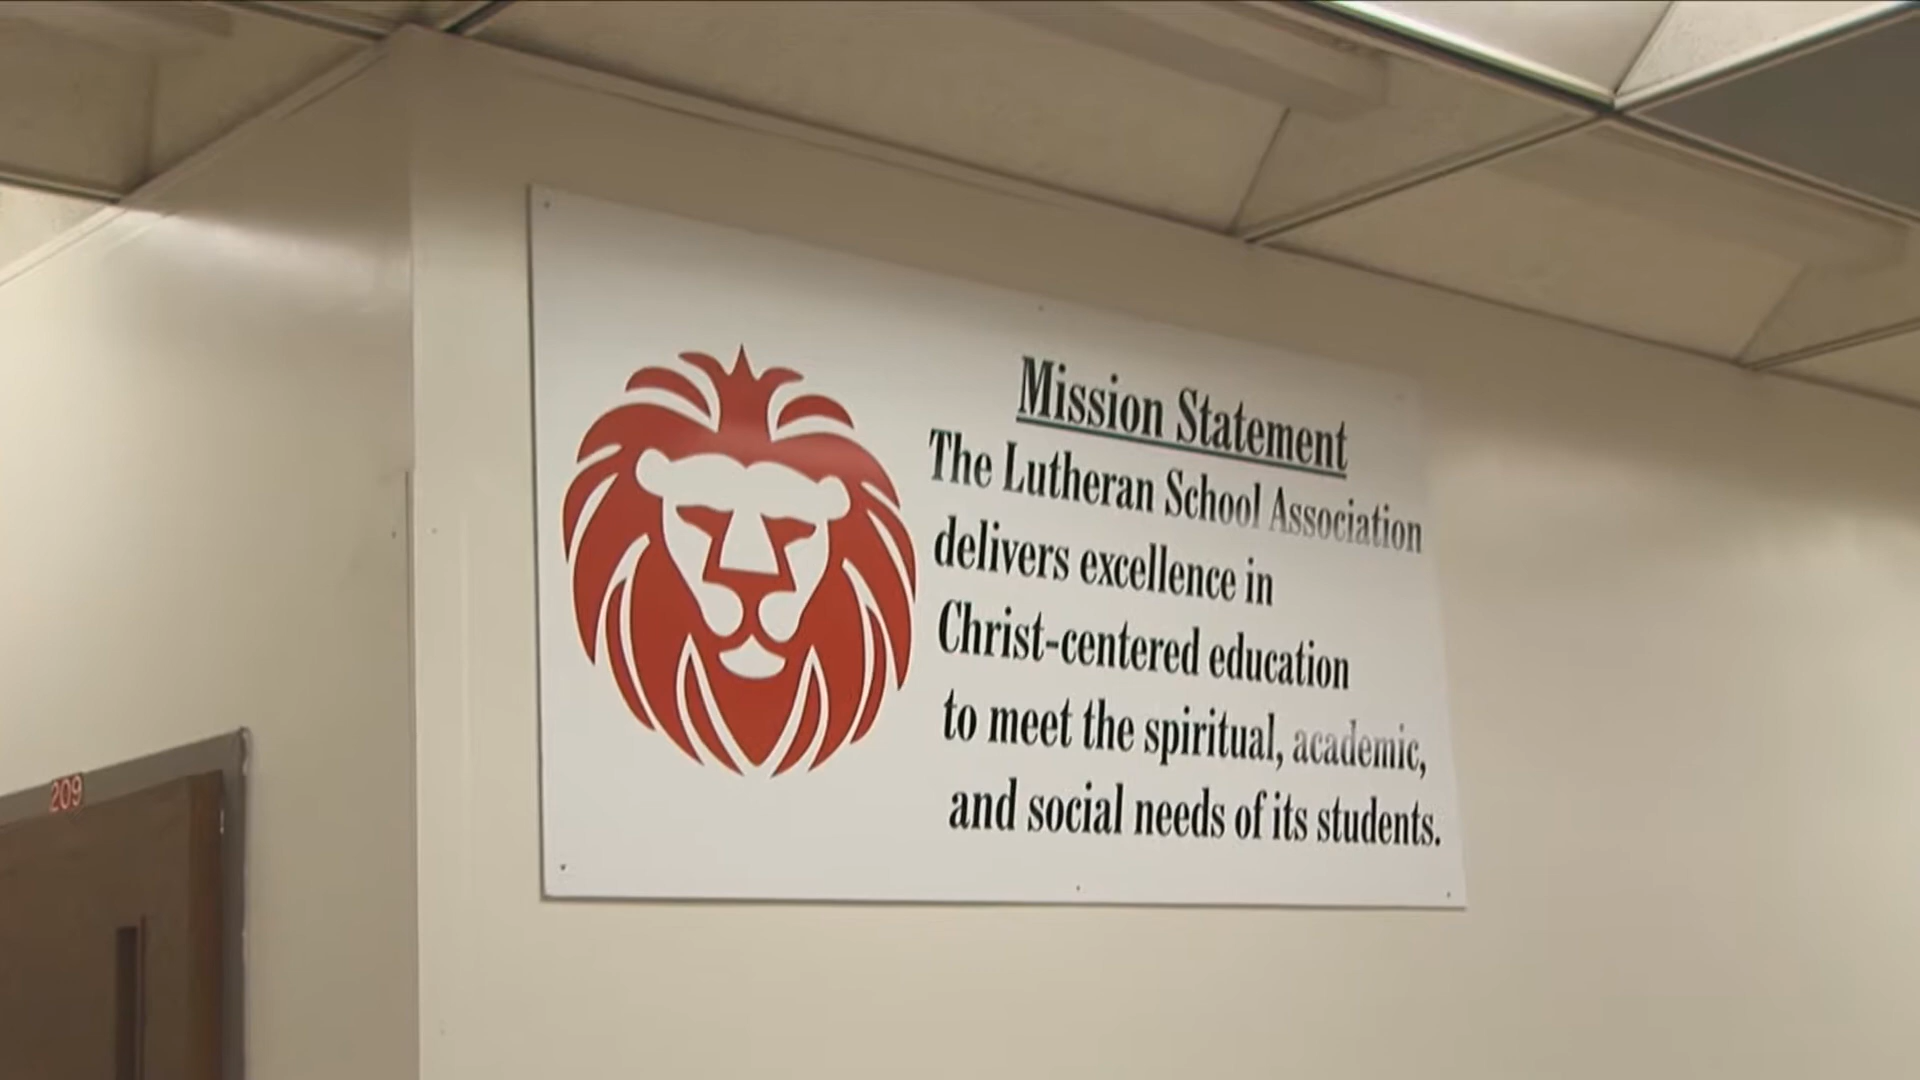 Mission Statement
The Lutheran School Association
delivers excellence in
Christ-centered education
to meet the spiritual, academic,
and social needs of its students.
209